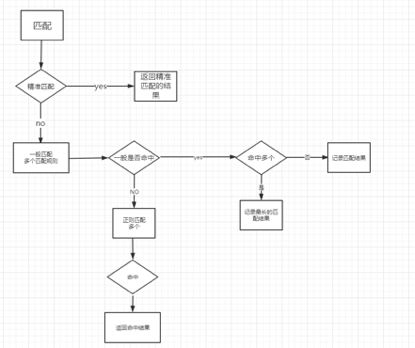 匹配
精准匹配
yes
返回精准
匹配的结
果
no
一般匹配
多个匹配规则
一般是否命中
yes
命中多个
否
记录匹配结果
是
记录最长的匹
配结果
NO
正则匹配
多个
命中
返回命中结果